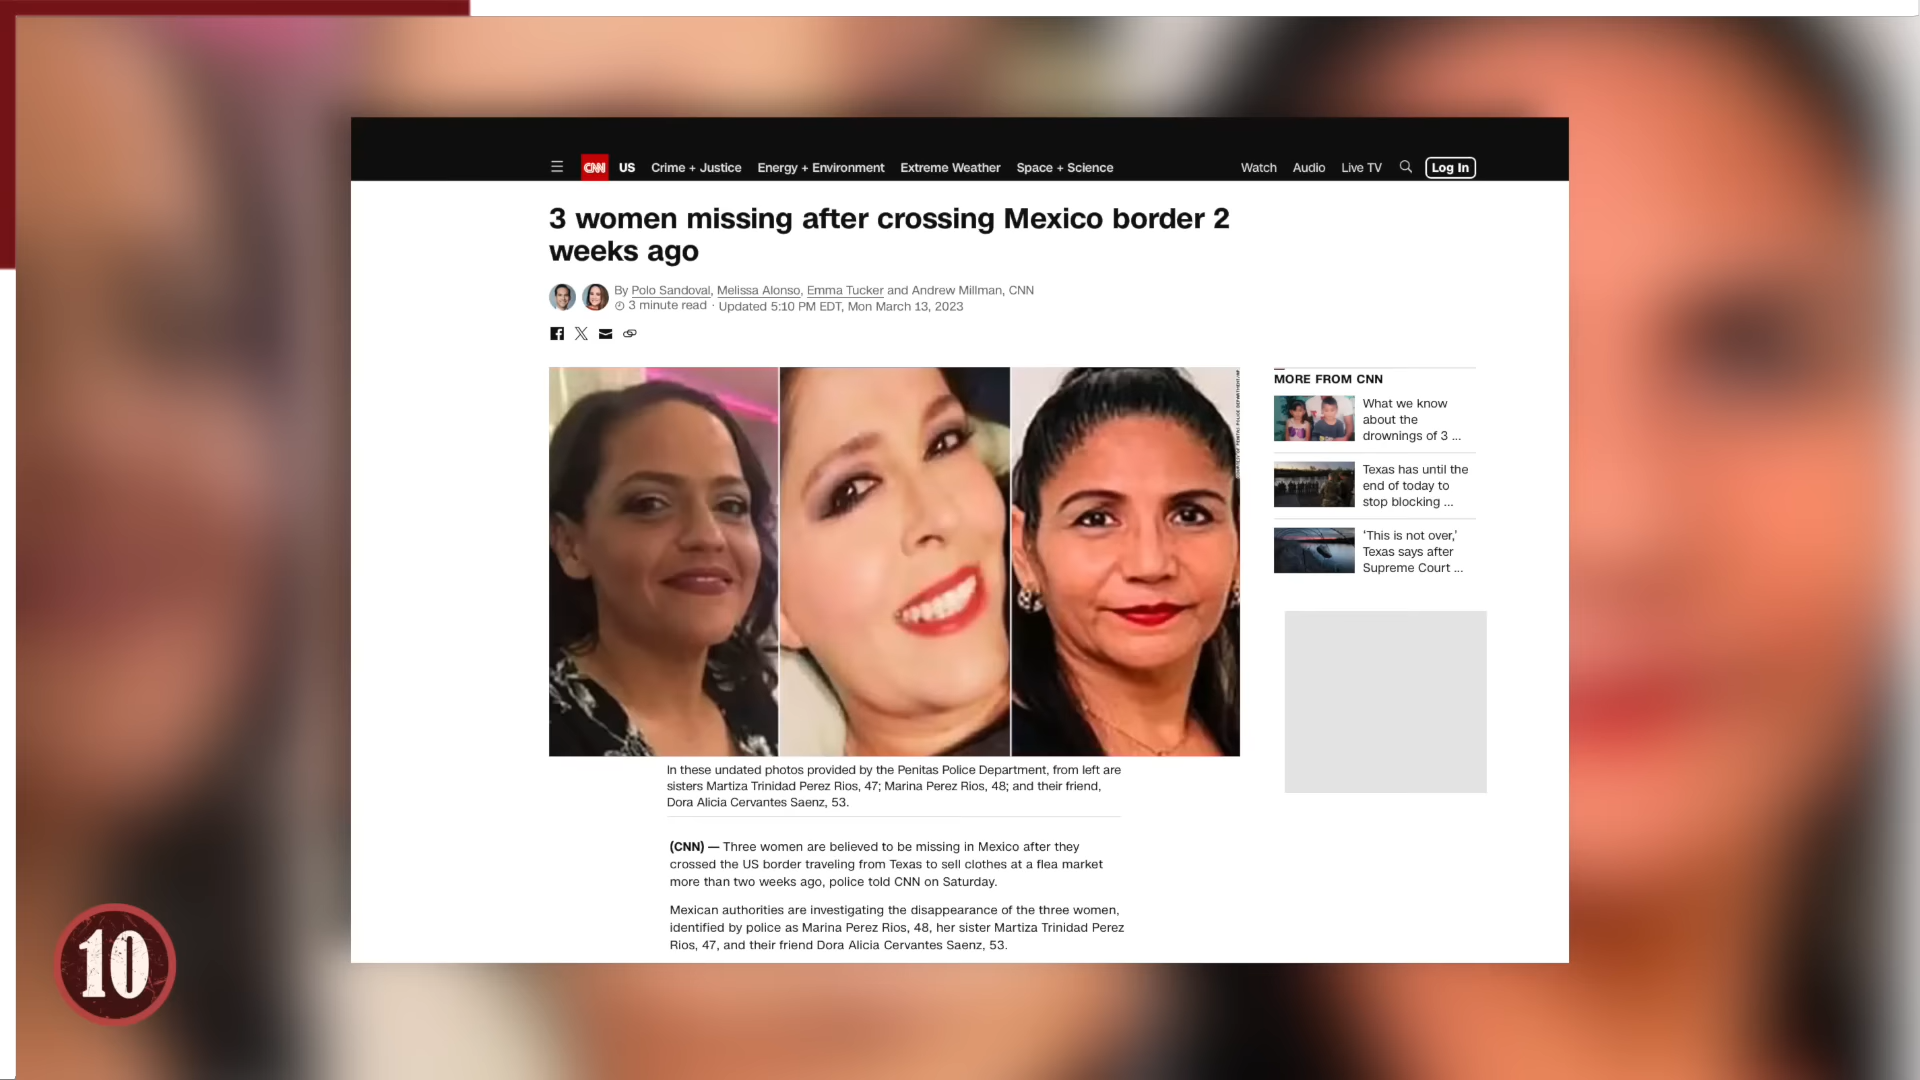 CNN US Crime + Justice Energy + Environment Extreme Weather Space + Science Watch Audio Live TV Log In
3 women missing after crossing Mexico border 2
weeks ago
By Polo Sandoval, Melissa Alonso, Emma Tucker and Andrew Millman, CNN
3 minute read · Updated 5:10 PM EDT, Mon March 13, 2023
MORE FROM CNN
What we know
about the
drownings of 3 ...
Texas has until the
end of today to
stop blocking ...
‘This is not over,’
Texas says after
Supreme Court ...
In these undated photos provided by the Penitas Police Department, from left are
sisters Martiza Trinidad Perez Rios, 47; Marina Perez Rios, 48; and their friend,
Dora Alicia Cervantes Saenz, 53.
(CNN) — Three women are believed to be missing in Mexico after they
crossed the US border traveling from Texas to sell clothes at a flea market
more than two weeks ago, police told CNN on Saturday.
Mexican authorities are investigating the disappearance of the three women,
identified by police as Marina Perez Rios, 48, her sister Martiza Trinidad Perez
Rios, 47, and their friend Dora Alicia Cervantes Saenz, 53.
10